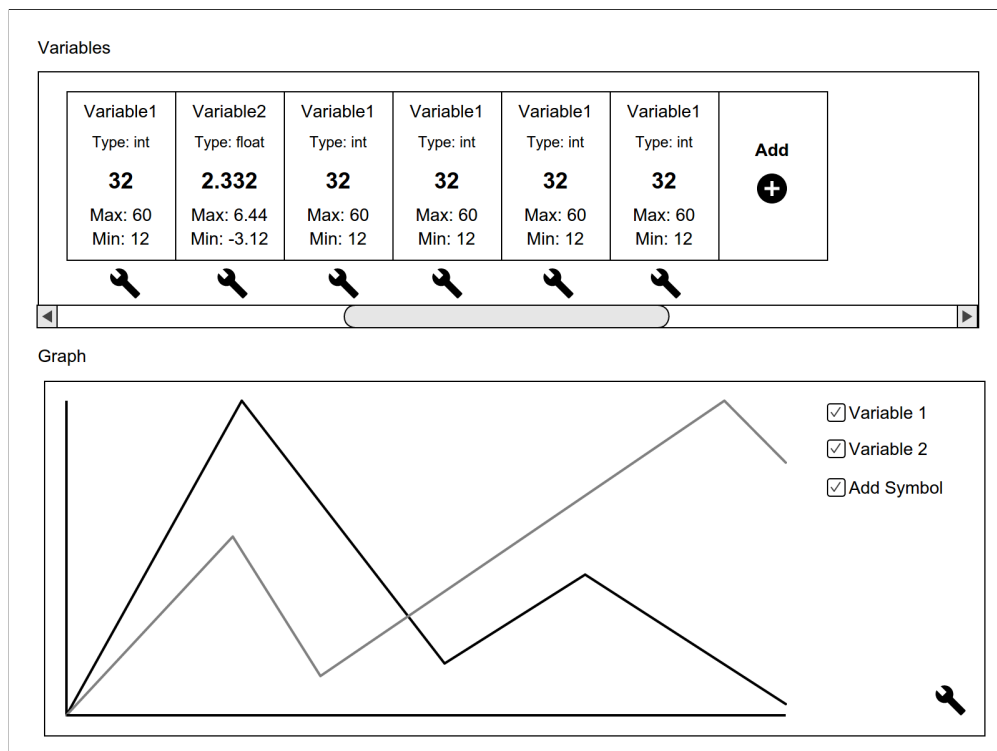 Variables
Variable1 Variable2 Variable1 Variable1 Variable1 Variable1
Type: int Type: float Type: int Type: int Type: int Type: int
Add
32 2.332 32 32 32 32
Max: 60 Max: 6.44 Max: 60 Max: 60 Max: 60 Max: 60
Min: 12 Min: -3.12 Min: 12 Min: 12 Min: 12 Min: 12
Graph
Variable 1
Variable 2
Add Symbol